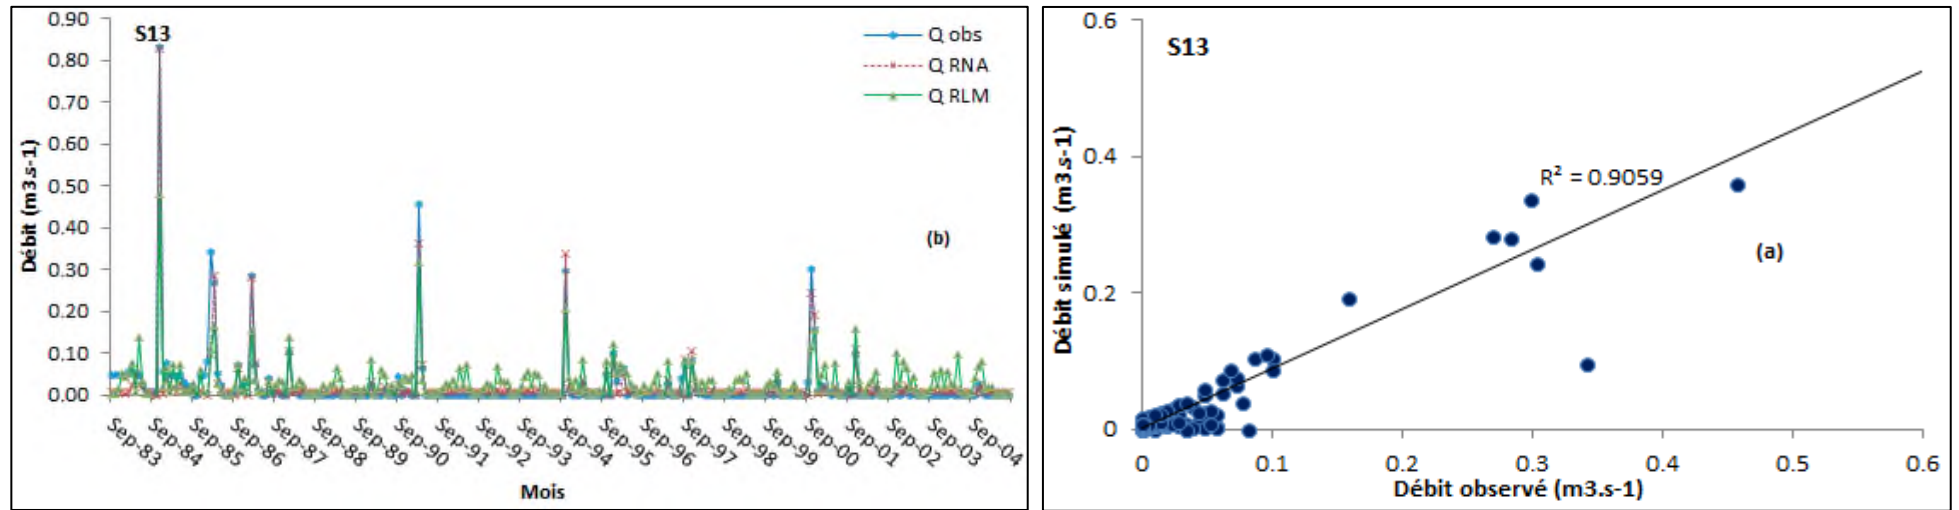 S13
Q obs
Q RNA
Q RLM
(b)
Débit (m3.s-1)
0.90
0.80
0.70
0.60
0.50
0.40
0.30
0.20
0.10
0.00
Sep-83
Sep-84
Sep-85
Sep-86
Sep-87
Sep-88
Sep-89
Sep-90
Sep-91
Sep-92
Sep-93
Sep-94
Sep-95
Sep-96
Sep-97
Sep-98
Sep-99
Sep-00
Sep-01
Sep-02
Sep-03
Sep-04
Mois
S13
R² = 0.9059
(a)
Débit simulé (m3.s-1)
0.6
0.4
0.2
0
0 0.1 0.2 0.3 0.4 0.5 0.6
Débit observé (m3.s-1)